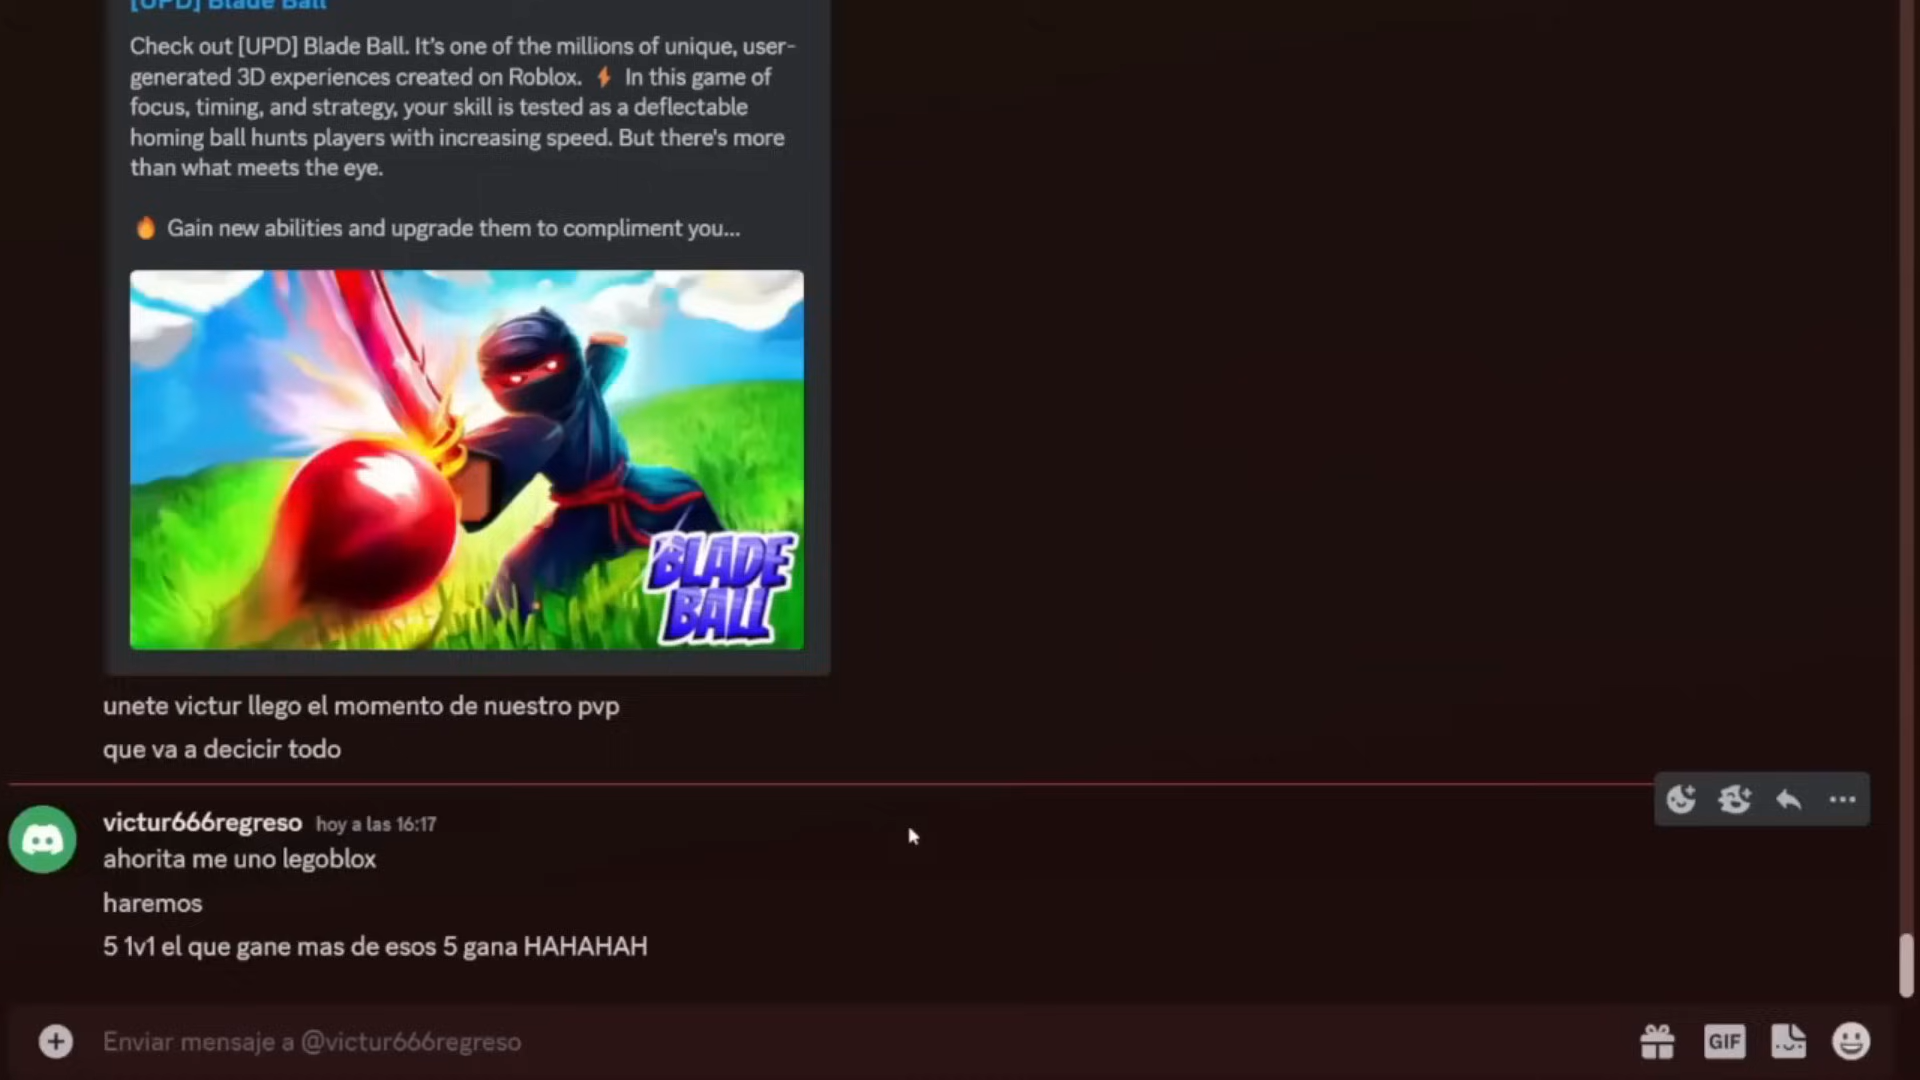 [UPD] Blade Ball
Check out [UPD] Blade Ball. It's one of the millions of unique, user-
generated 3D experiences created on Roblox. ⚡ In this game of
focus, timing, and strategy, your skill is tested as a deflectable
homing ball hunts players with increasing speed. But there's more
than what meets the eye.
🔥 Gain new abilities and upgrade them to compliment you...
BLADE
BALL
unete victur llego el momento de nuestro pvp
que va a decicir todo
victur666regreso hoy a las 16:17
ahorita me uno legoblox
haremos
5 1v1 el que gane mas de esos 5 gana HAHAHAH
Enviar mensaje a @victur666regreso
GIF